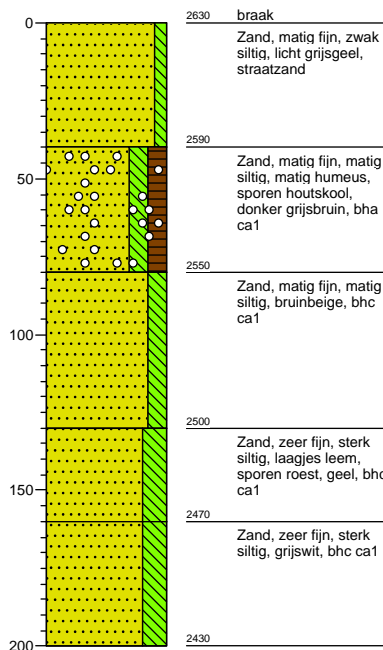 0
2630 braak
Zand, matig fijn, zwak
siltig, licht grijsgeel,
straatzand
2590
Zand, matig fijn, matig
siltig, matig humeus,
sporen houtskool,
donker grijsbruin, bha
ca1
50
2550
Zand, matig fijn, matig
siltig, bruinbeige, bhc
ca1
100
2500
Zand, zeer fijn, sterk
siltig, laagjes leem,
sporen roest, geel, bhc
ca1
150
2470
Zand, zeer fijn, sterk
siltig, grijswit, bhc ca1
200
2430